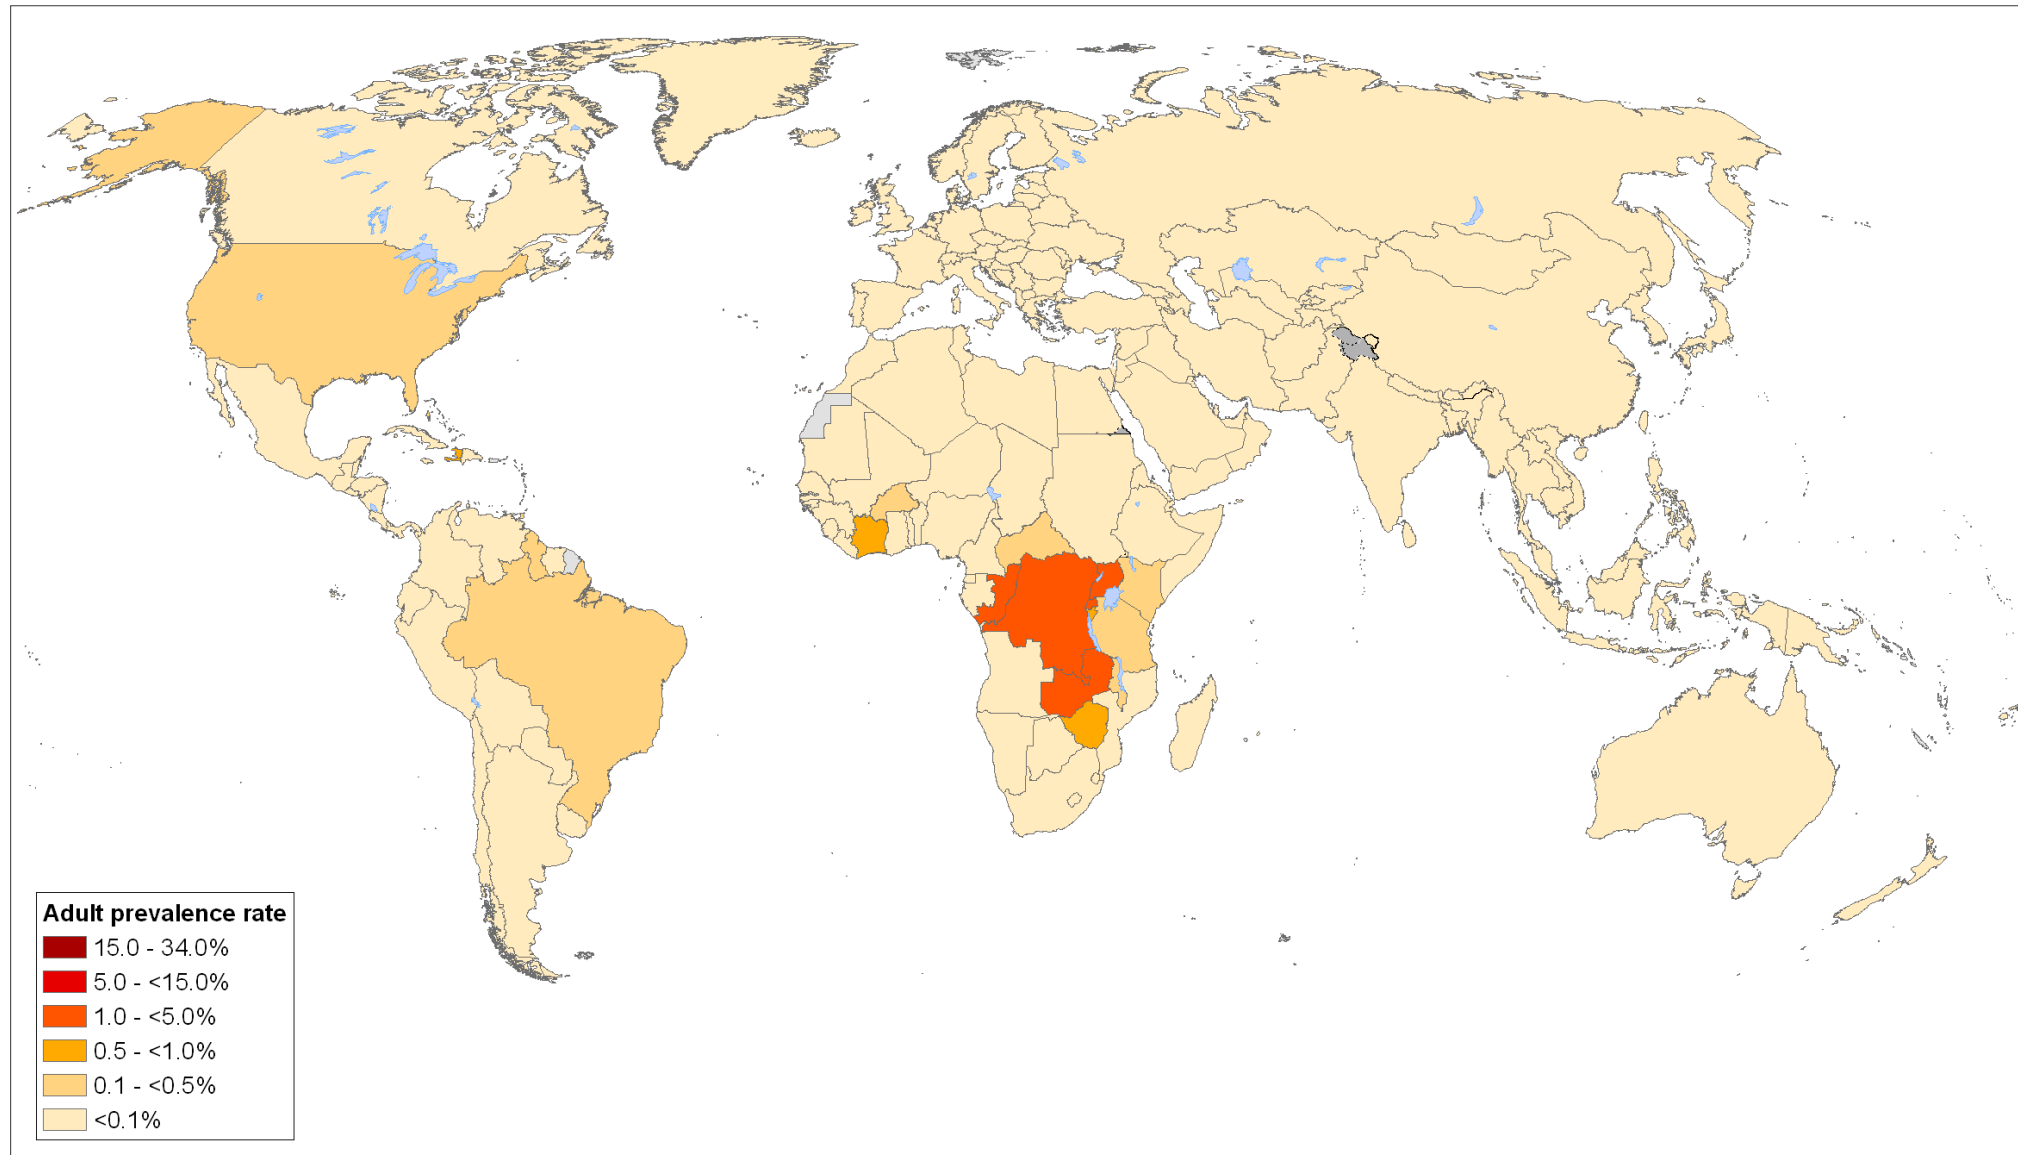 Adult prevalence rate
15.0 - 34.0%
5.0 - <15.0%
1.0 - <5.0%
0.5 - <1.0%
0.1 - <0.5%
<0.1%